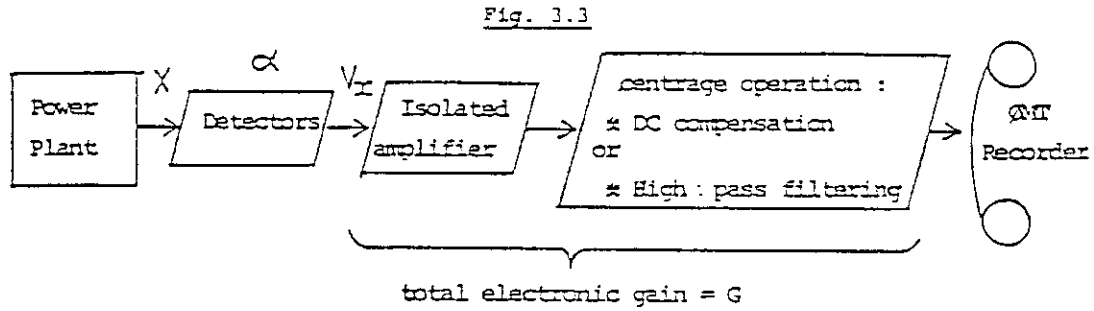 Fig. 3.3
Power
Plant
X
α
Detectors
V_I
Isolated
amplifier
centrage operation :
* DC compensation
or
* High : pass filtering
Recorder
total electronic gain = G